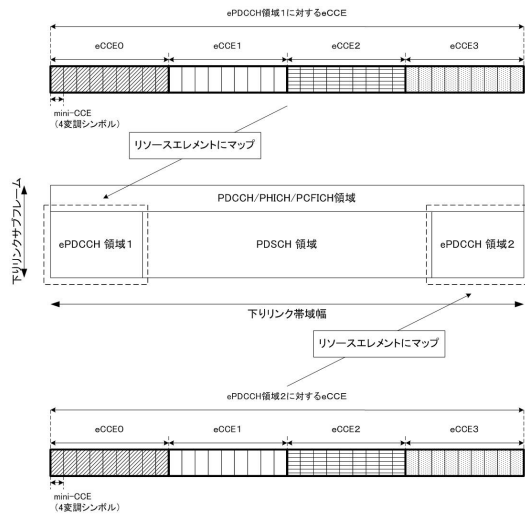 ePDCCH領域1に対するeCCE
eCCE0 eCCE1 eCCE2 eCCE3
mini-CCE
(4変調シンボル)
リソースエレメントにマップ
下りリンクサブフレーム
PDCCH/PHICH/PCFICH領域
ePDCCH 領域1 PDSCH 領域 ePDCCH 領域2
下りリンク帯域幅
リソースエレメントにマップ
ePDCCH領域2に対するeCCE
eCCE0 eCCE1 eCCE2 eCCE3
mini-CCE
(4変調シンボル)